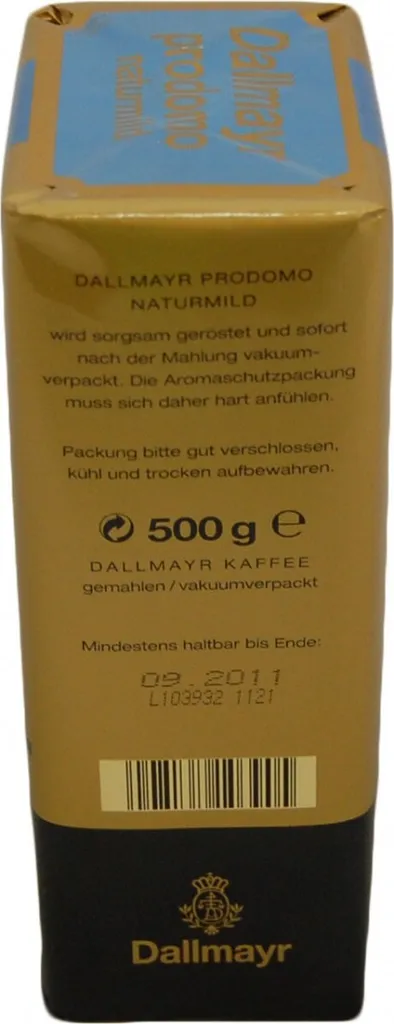 Dallmayr
prodomo
naturmild
DALLMAYR PRODOMO
NATURMILD
wird sorgsam geröstet und sofort
nach der Mahlung vakuum-
verpackt. Die Aromaschutzpackung
muss sich daher hart anfühlen.
Packung bitte gut verschlossen,
kühl und trocken aufbewahren.
500 g ℮
DALLMAYR KAFFEE
gemahlen / vakuumverpackt
Mindestens haltbar bis Ende:
09.2011
L103932 1121
Dallmayr